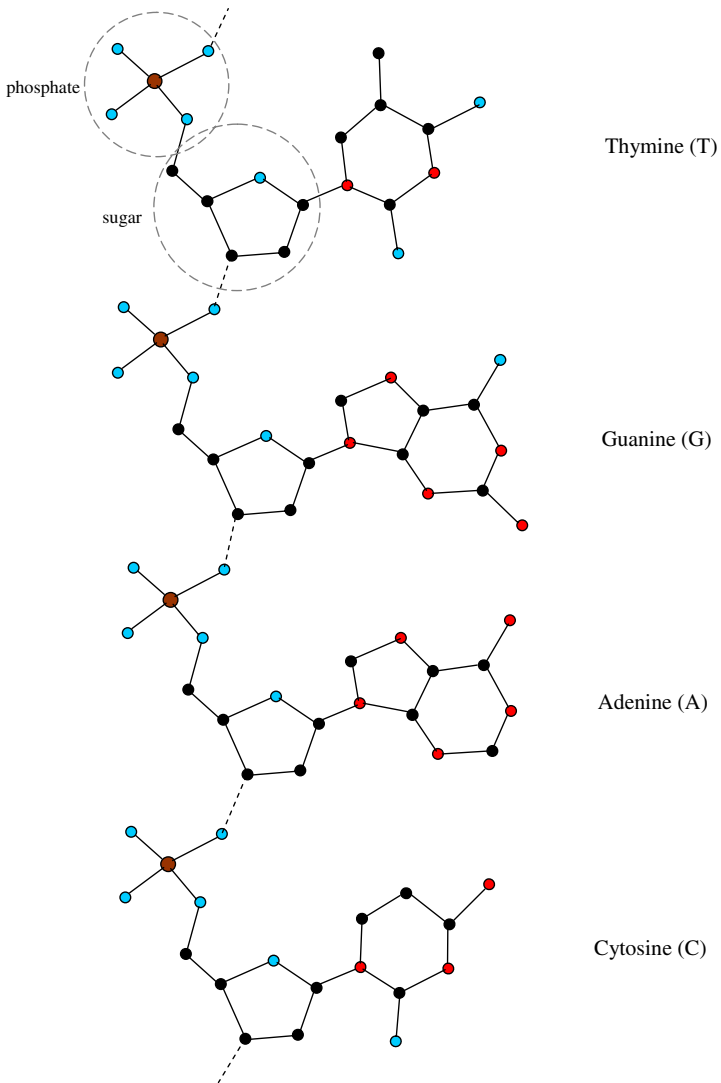 phosphate
Thymine (T)
sugar
Guanine (G)
Adenine (A)
Cytosine (C)